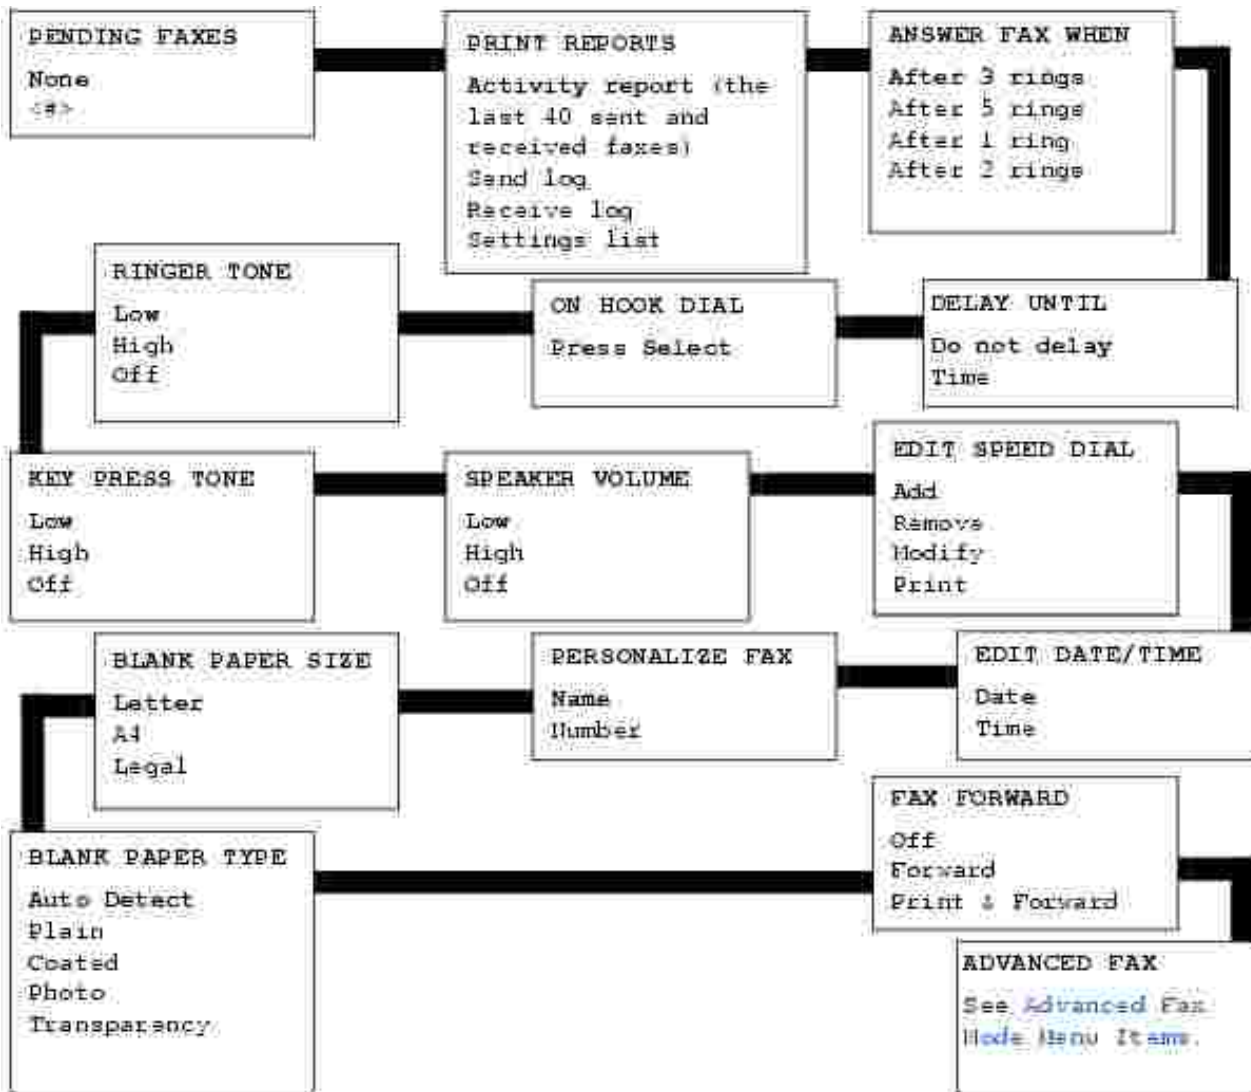 PENDING FAXES
None
<#>
PRINT REPORTS
Activity report (the
last 40 sent and
received faxes)
Send log
Receive log
Settings list
ANSWER FAX WHEN
After 3 rings
After 5 rings
After 1 ring
After 2 rings
DELAY UNTIL
Do not delay
Time
ON HOOK DIAL
Press Select
RINGER TONE
Low
High
Off
KEY PRESS TONE
Low
High
Off
SPEAKER VOLUME
Low
High
Off
EDIT SPEED DIAL
Add
Remove
Modify
Print
EDIT DATE/TIME
Date
Time
PERSONALIZE FAX
Name
Number
BLANK PAPER SIZE
Letter
A4
Legal
BLANK PAPER TYPE
Auto Detect
Plain
Coated
Photo
Transparency
FAX FORWARD
Off
Forward
Print & Forward
ADVANCED FAX
See Advanced Fax
Mode Menu Items.